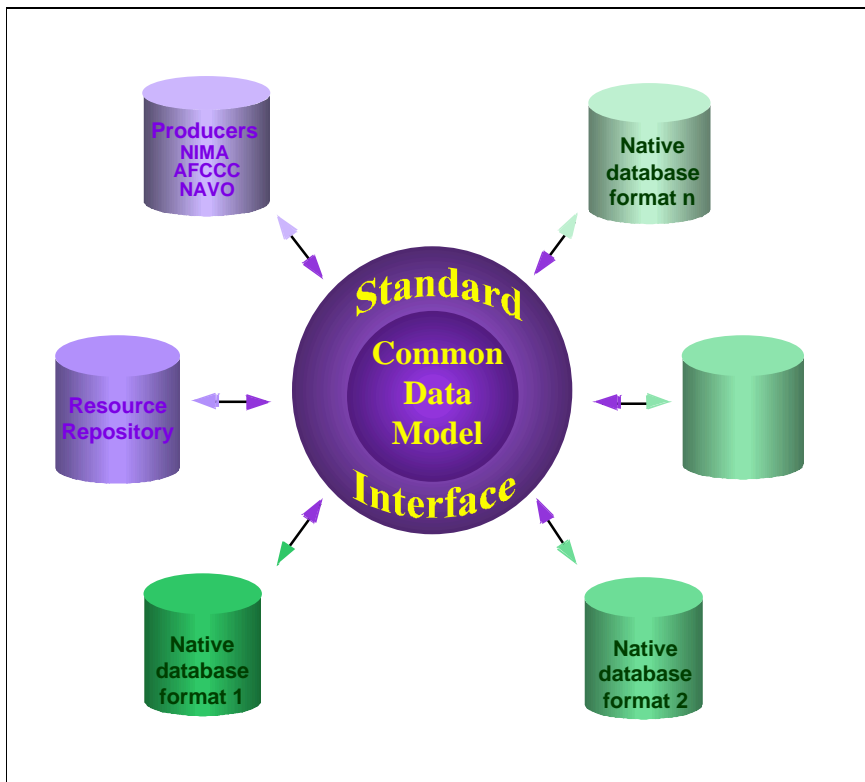 Producers
NIMA
AFCCC
NAVO
Native
database
format n
Standard
Common
Data
Model
Interface
Resource
Repository
Native
database
format 1
Native
database
format 2